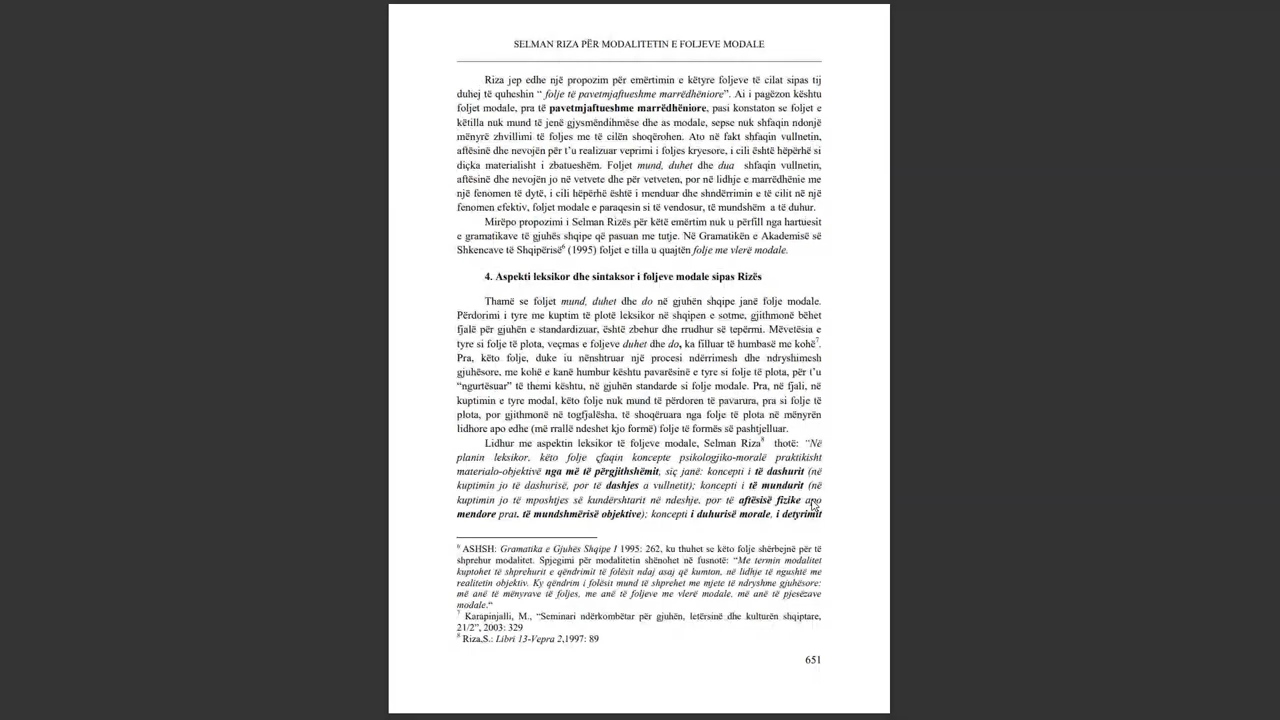 SELMAN RIZA PËR MODALITETIN E FOLJEVE MODALE
Riza jep edhe një propozim për emërtimin e këtyre foljeve të cilat sipas tij
duhej të quheshin “ folje të pavetmjaftueshme marrëdhëniore”. Ai i pagëzon kështu
foljet modale, pra të pavetmjaftueshme marrëdhëniore, pasi konstaton se foljet e
këtilla nuk mund të jenë gjysmëndihmëse dhe as modale, sepse nuk shfaqin ndonjë
mënyrë zhvillimi të foljes me të cilën shoqërohen. Ato në fakt shfaqin vullnetin,
aftësinë dhe nevojën për t’u realizuar veprimi i foljes kryesore, i cili është hëpërhë si
diçka materialisht i zbatueshëm. Foljet mund, duhet dhe dua shfaqin vullnetin,
aftësinë dhe nevojën jo në vetvete dhe për vetveten, por në lidhje e marrëdhënie me
një fenomen të dytë, i cili hëpërhë është i menduar dhe shndërrimin e të cilit në një
fenomen efektiv, foljet modale e paraqesin si të vendosur, të mundshëm a të duhur.
Mirëpo propozimi i Selman Rizës për këtë emërtim nuk u përfill nga hartuesit
e gramatikave të gjuhës shqipe që pasuan me tutje. Në Gramatikën e Akademisë së
Shkencave të Shqipërisë6 (1995) foljet e tilla u quajtën folje me vlerë modale.
4. Aspekti leksikor dhe sintaksor i foljeve modale sipas Rizës
Thamë se foljet mund, duhet dhe do në gjuhën shqipe janë folje modale.
Përdorimi i tyre me kuptim të plotë leksikor në shqipen e sotme, gjithmonë bëhet
fjalë për gjuhën e standardizuar, është zbehur dhe rrudhur së tepërmi. Mëvetësia e
tyre si folje të plota, veçmas e foljeve duhet dhe do, ka filluar të humbasë me kohë7.
Pra, këto folje, duke iu nënshtruar një procesi ndërrimesh dhe ndryshimesh
gjuhësore, me kohë e kanë humbur kështu pavarësinë e tyre si folje të plota, për t’u
“ngurtësuar” të themi kështu, në gjuhën standarde si folje modale. Pra, në fjali, në
kuptimin e tyre modal, këto folje nuk mund të përdoren të pavarura, pra si folje të
plota, por gjithmonë në togfjalësha, të shoqëruara nga folje të plota në mënyrën
lidhore apo edhe (më rrallë ndeshet kjo formë) folje të formës së pashtjelluar.
Lidhur me aspektin leksikor të foljeve modale, Selman Riza8 thotë: “Në
planin leksikor, këto folje çfaqin koncepte psikologjiko-moralë praktikisht
materialo-objektivë nga më të përgjithshëmit, siç janë: koncepti i të dashurit (në
kuptimin jo të dashurisë, por të dashjes a vullnetit); koncepti i të mundurit (në
kuptimin jo të mposhtjes së kundërshtarit në ndeshje, por të aftësisë fizike apo
mendore prat. të mundshmërisë objektive); koncepti i duhurisë morale, i detyrimit
6 ASHSH: Gramatika e Gjuhës Shqipe I 1995: 262, ku thuhet se këto folje shërbejnë për të
shprehur modalitet. Spjegimi për modalitetin shënohet në fusnotë: “Me termin modalitet
kuptohet të shprehurit e qëndrimit të folësit ndaj asaj që kumton, në lidhje të ngushtë me
realitetin objektiv. Ky qëndrim i folësit mund të shprehet me mjete të ndryshme gjuhësore:
më anë të mënyrave të foljes, me anë të foljeve me vlerë modale, më anë të pjesëzave
modale.“
7 Karapinjalli, M., “Seminari ndërkombëtar për gjuhën, letërsinë dhe kulturën shqiptare,
21/2”, 2003: 329
8 Riza,S.: Libri 13-Vepra 2,1997: 89
651